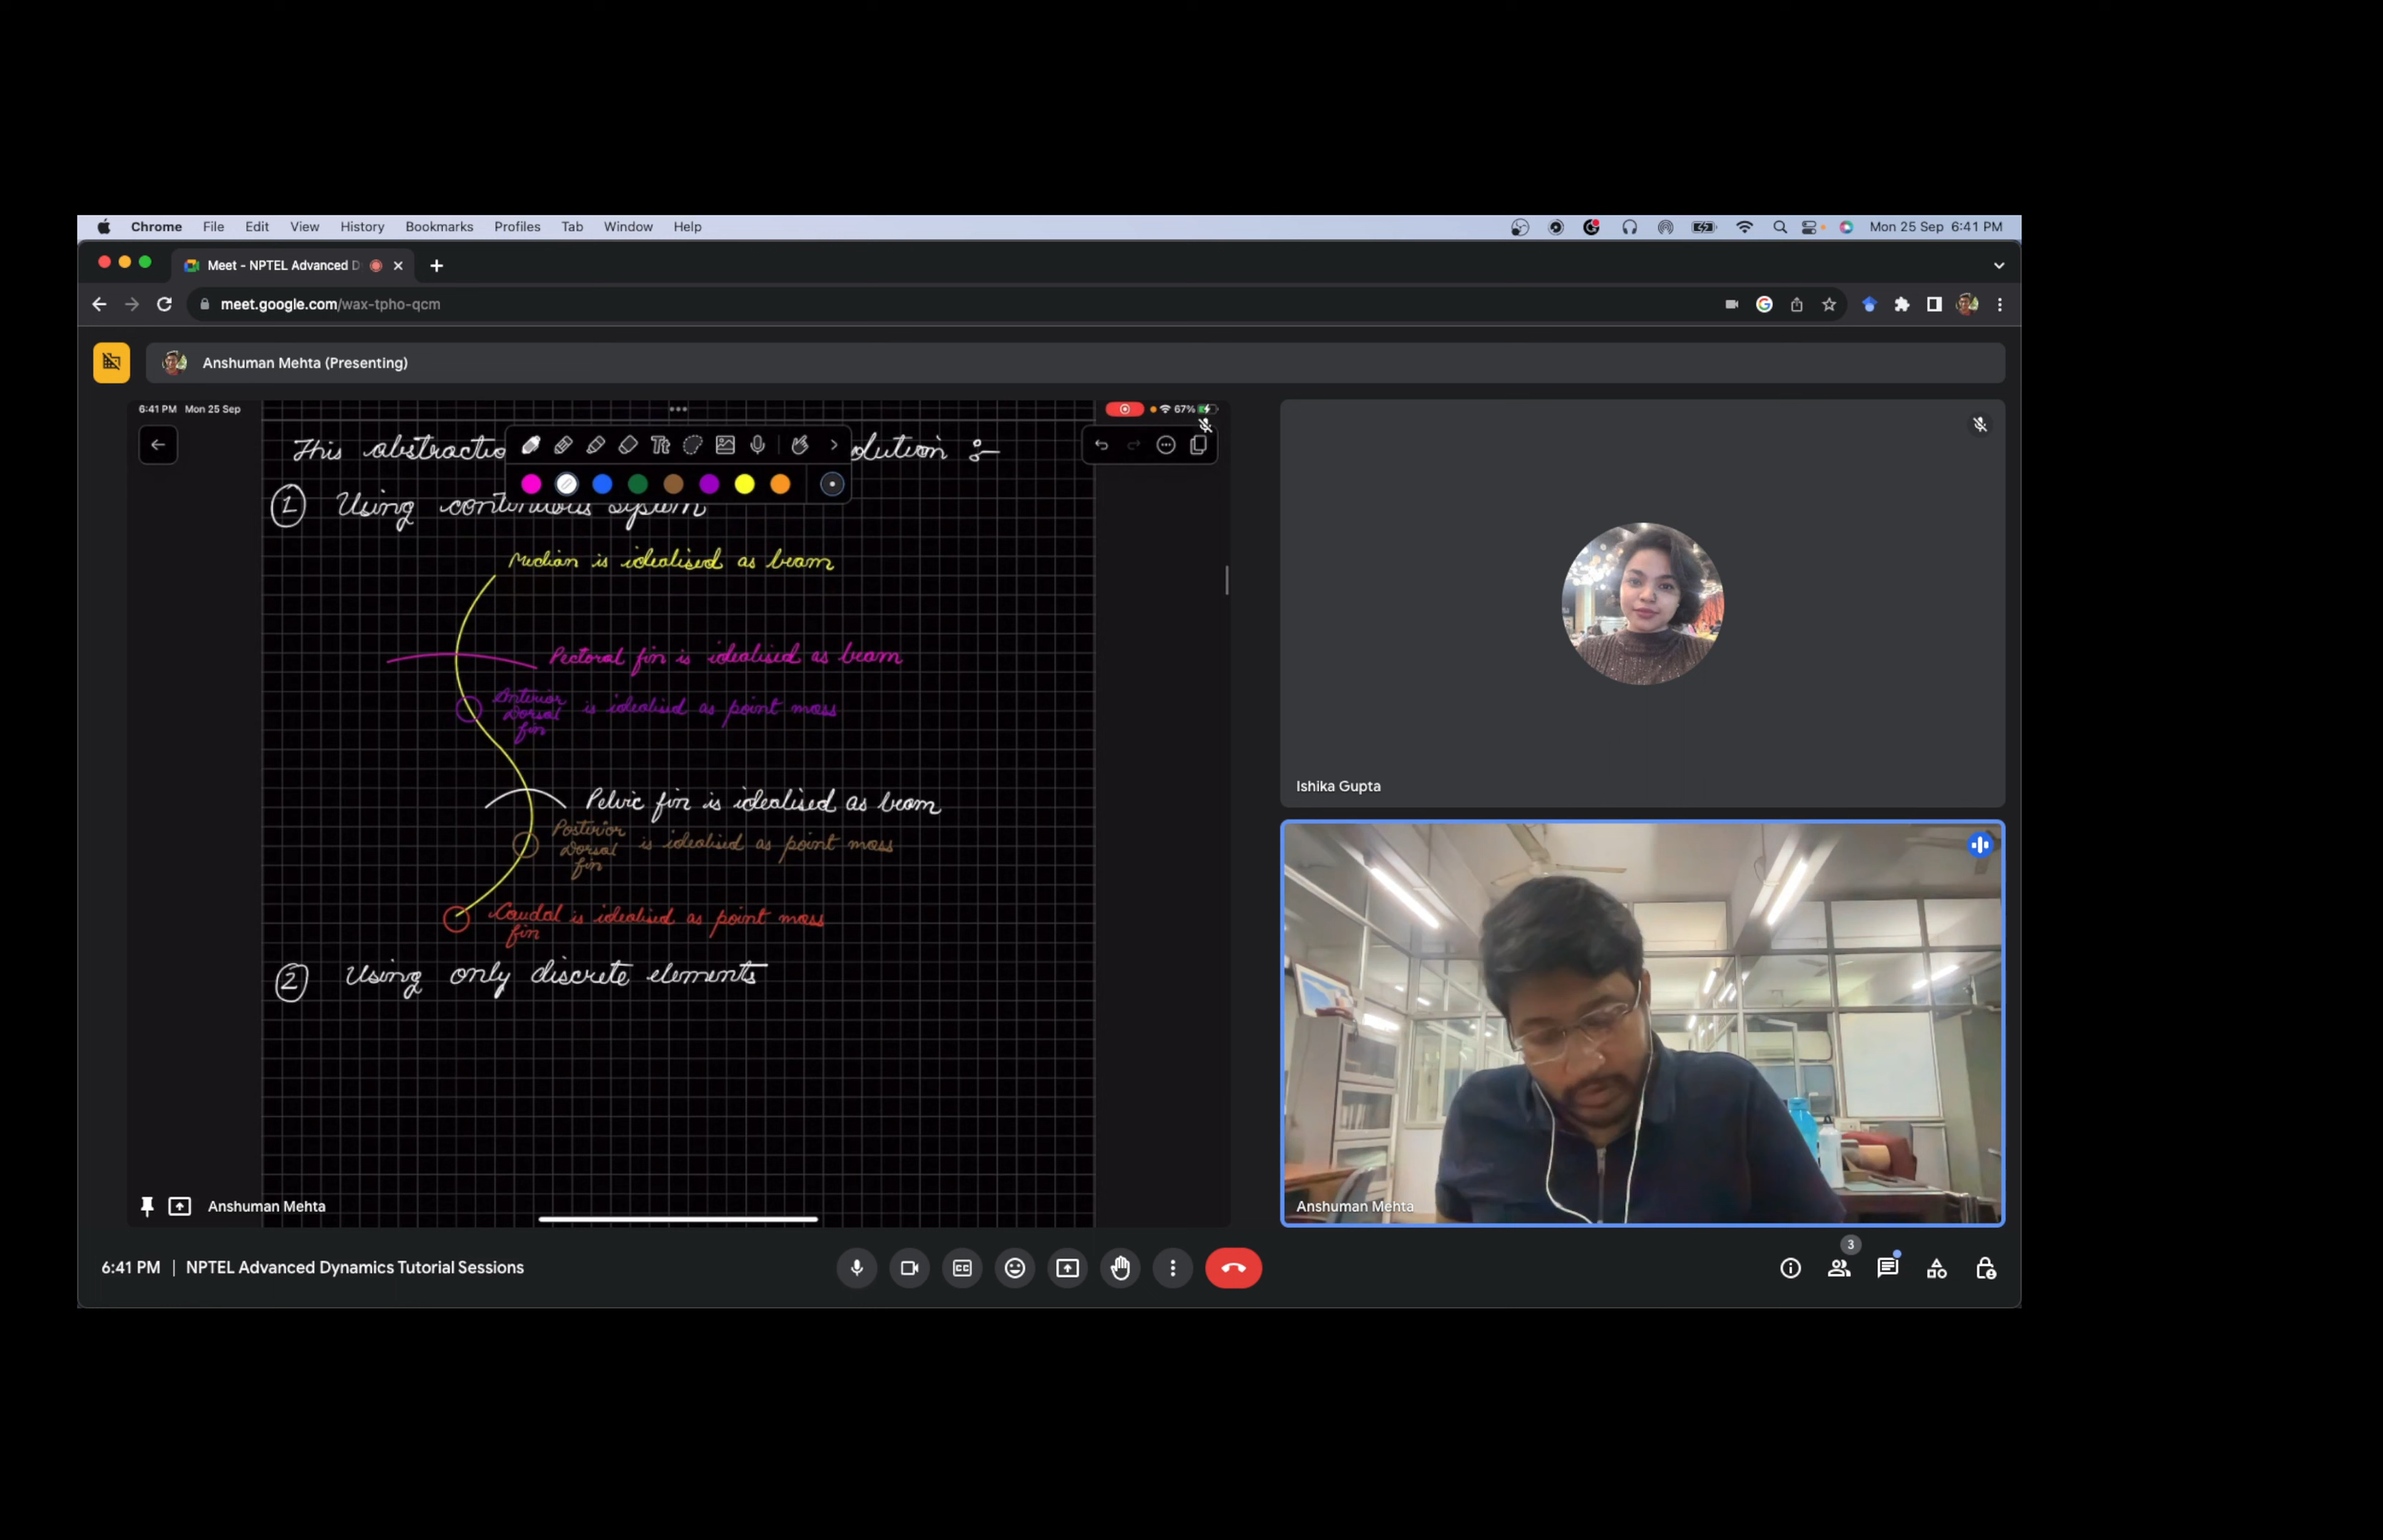 Chrome File Edit View History Bookmarks Profiles Tab Window Help Mon 25 Sep 6:41 PM
Meet - NPTEL Advanced D
meet.google.com/wax-tpho-qcm
Anshuman Mehta (Presenting)
6:41 PM Mon 25 Sep 67%
This abstractio olution :-
1 Using continuous system
Median is idealised as beam
Pectoral fin is idealised as beam
Anterior Dorsal fin is idealised as point mass
Pelvic fin is idealised as beam
Posterior Dorsal fin is idealised as point mass
Caudal fin is idealised as point mass
2 Using only discrete elements
Anshuman Mehta
Ishika Gupta
Anshuman Mehta
6:41 PM | NPTEL Advanced Dynamics Tutorial Sessions
3